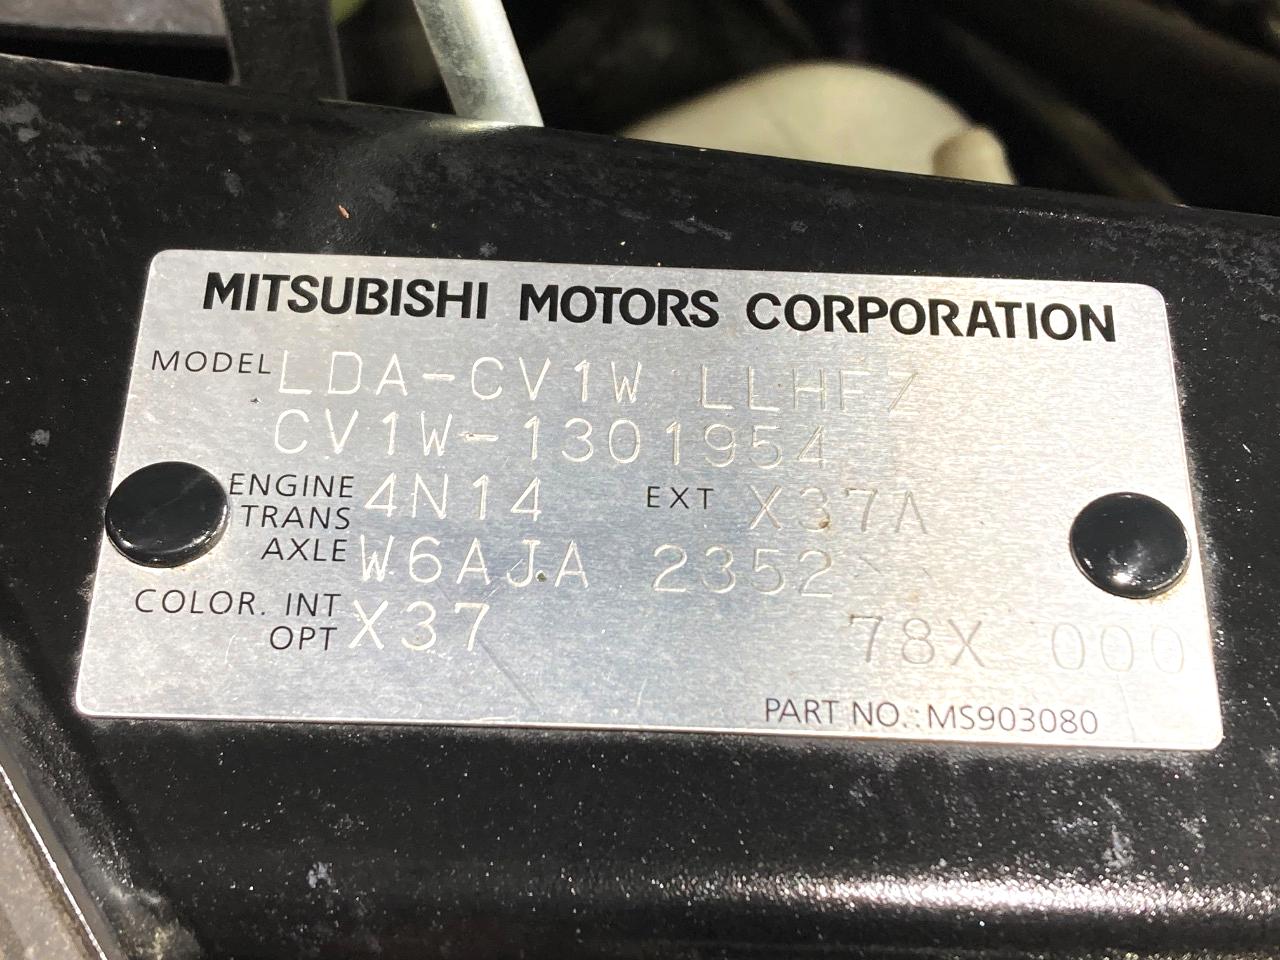 MITSUBISHI MOTORS CORPORATION
MODEL LDA-CV1W LLHFZ
CV1W-1301954
ENGINE 4N14 EXT X37A
TRANS
AXLE W6AJA 2352
COLOR. INT X37 78X 000
OPT
PART NO.:MS903080